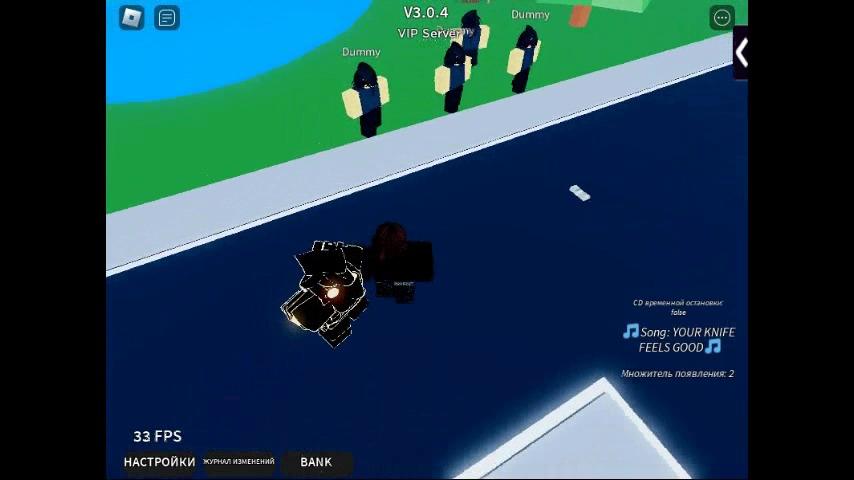 V3.0.4
VIP Server
Dummy
Dummy
CD временной остановки:
false
🎵Song: YOUR KNIFE
FEELS GOOD🎵
Множитель появления: 2
33 FPS
НАСТРОЙКИ
ЖУРНАЛ ИЗМЕНЕНИЙ
BANK